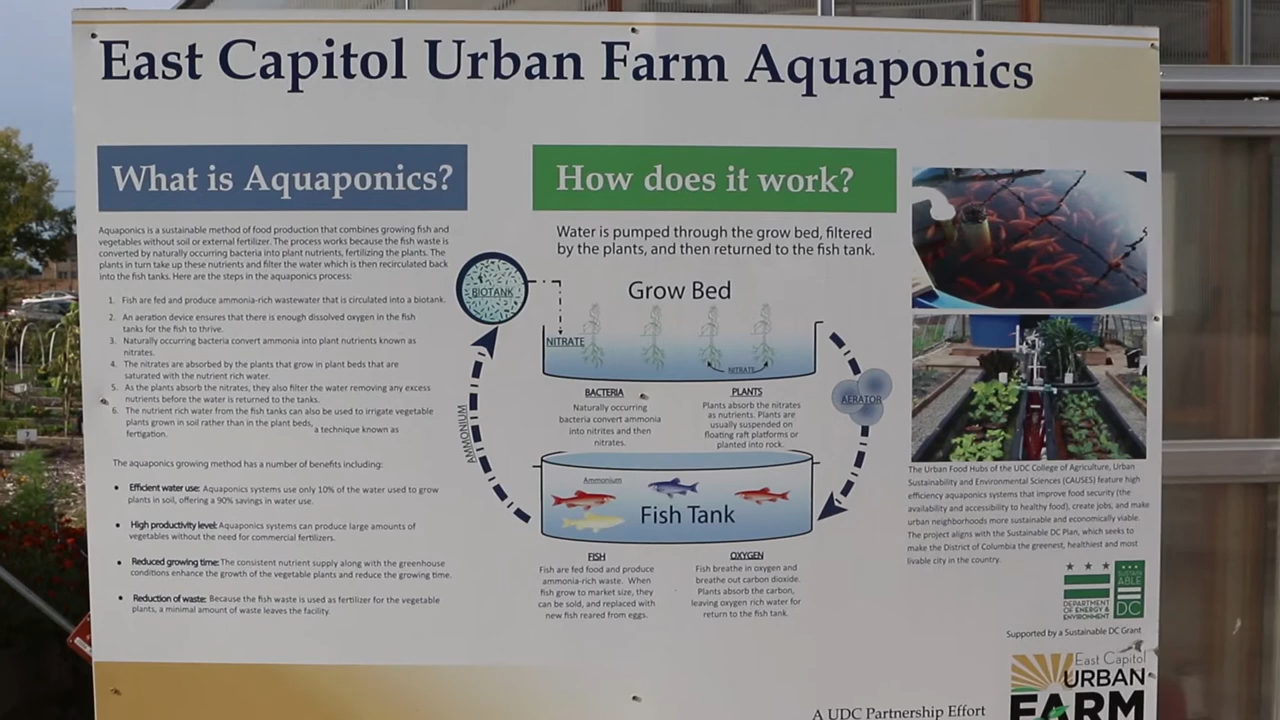 East Capitol Urban Farm Aquaponics
What is Aquaponics?
Aquaponics is a sustainable method of food production that combines growing fish and
vegetables without soil or external fertilizer. The process works because the fish waste is
converted by naturally occurring bacteria into plant nutrients, fertilizing the plants. The
plants in turn take up these nutrients and filter the water which is then recirculated back
into the fish tanks. Here are the steps in the aquaponics process:
1. Fish are fed and produce ammonia-rich wastewater that is circulated into a biotank.
2. An aeration device ensures that there is enough dissolved oxygen in the fish
tanks for the fish to thrive.
3. Naturally occurring bacteria convert ammonia into plant nutrients known as
nitrates.
4. The nitrates are absorbed by the plants that grow in plant beds that are
saturated with the nutrient rich water.
5. As the plants absorb the nitrates, they also filter the water removing any excess
nutrients before the water is returned to the tanks.
6. The nutrient rich water from the fish tanks can also be used to irrigate vegetable
plants grown in soil rather than in the plant beds, a technique known as
fertigation.
The aquaponics growing method has a number of benefits including:
• Efficient water use: Aquaponics systems use only 10% of the water used to grow
plants in soil, offering a 90% savings in water use.
• High productivity level: Aquaponics systems can produce large amounts of
vegetables without the need for commercial fertilizers.
• Reduced growing time: The consistent nutrient supply along with the greenhouse
conditions enhance the growth of the vegetable plants and reduce the growing time.
• Reduction of waste: Because the fish waste is used as fertilizer for the vegetable
plants, a minimal amount of waste leaves the facility.
How does it work?
Water is pumped through the grow bed, filtered
by the plants, and then returned to the fish tank.
BIOTANK
Grow Bed
NITRATE
NITRATE
AERATOR
AMMONIUM
BACTERIA
Naturally occurring
bacteria convert ammonia
into nitrites and then
nitrates.
PLANTS
Plants absorb the nitrates
as nutrients. Plants are
usually suspended on
floating raft platforms or
planted into rock.
Ammonium
Fish Tank
FISH
Fish are fed food and produce
ammonia-rich waste. When
fish grow to market size, they
can be sold, and replaced with
new fish reared from eggs.
OXYGEN
Fish breathe in oxygen and
breathe out carbon dioxide.
Plants absorb the carbon,
leaving oxygen rich water for
return to the fish tank.
The Urban Food Hubs of the UDC College of Agriculture, Urban
Sustainability and Environmental Sciences (CAUSES) feature high
efficiency aquaponics systems that improve food security (the
availability and accessibility to healthy food), create jobs, and make
urban neighborhoods more sustainable and economically viable.
The project aligns with the Sustainable DC Plan, which seeks to
make the District of Columbia the greenest, healthiest and most
livable city in the country.
DEPARTMENT
OF ENERGY &
ENVIRONMENT
SUSTAIN
ABLE
DC
Supported by a Sustainable DC Grant
East Capitol
URBAN
FARM
A UDC Partnership Effort